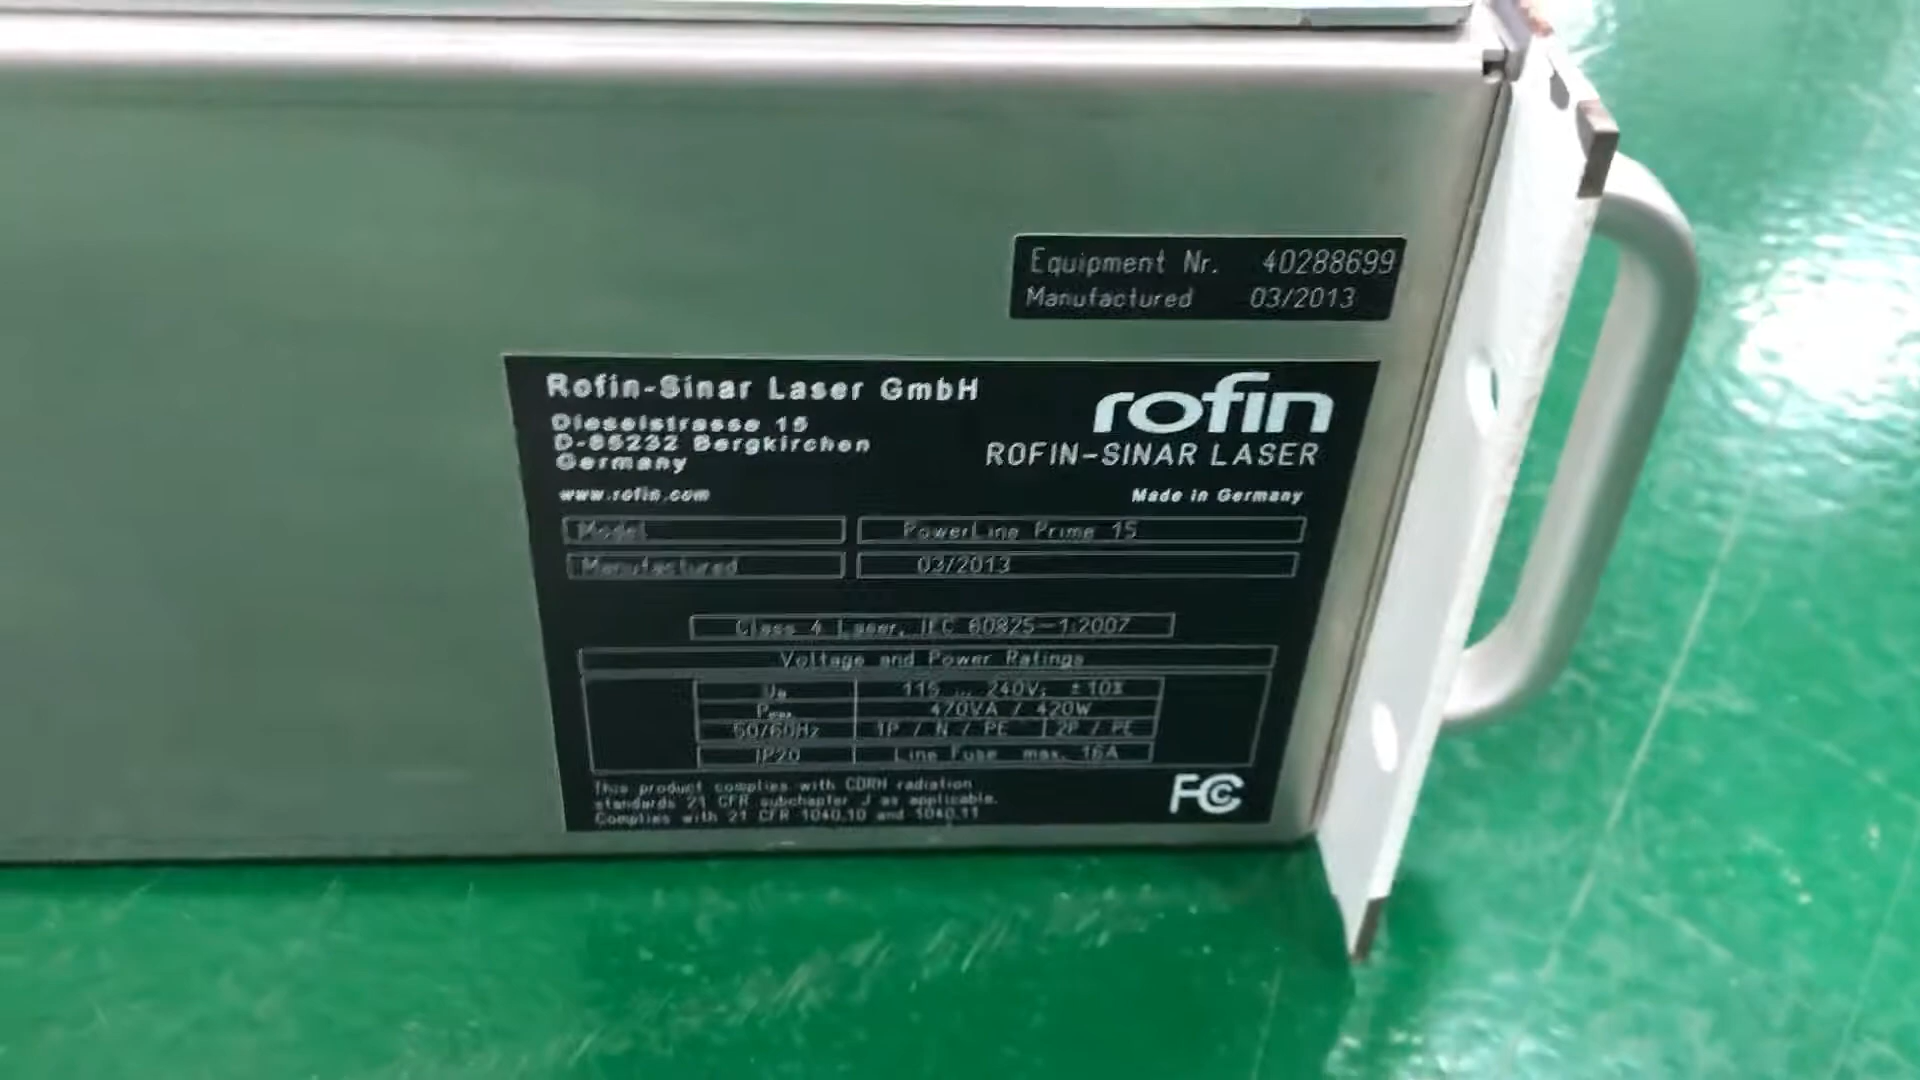 Equipment Nr. 40288699
Manufactured 03/2013
Rofin-Sinar Laser GmbH
Dieselstrasse 15
D-85232 Bergkirchen
Germany
www.rofin.com
rofin
ROFIN-SINAR LASER
Made in Germany
Model PowerLine Prime 15
Manufactured 03/2013
Class 4 Laser, IEC 60825-1:2007
Voltage and Power Ratings
115 ... 240V; ±10%
Pmax 470VA / 420W
50/60Hz 1P / N / PE 2P / PE
IP20 Line Fuse max. 16A
This product complies with CDRH radiation
standards 21 CFR subchapter J as applicable.
Complies with 21 CFR 1040.10 and 1040.11
FC